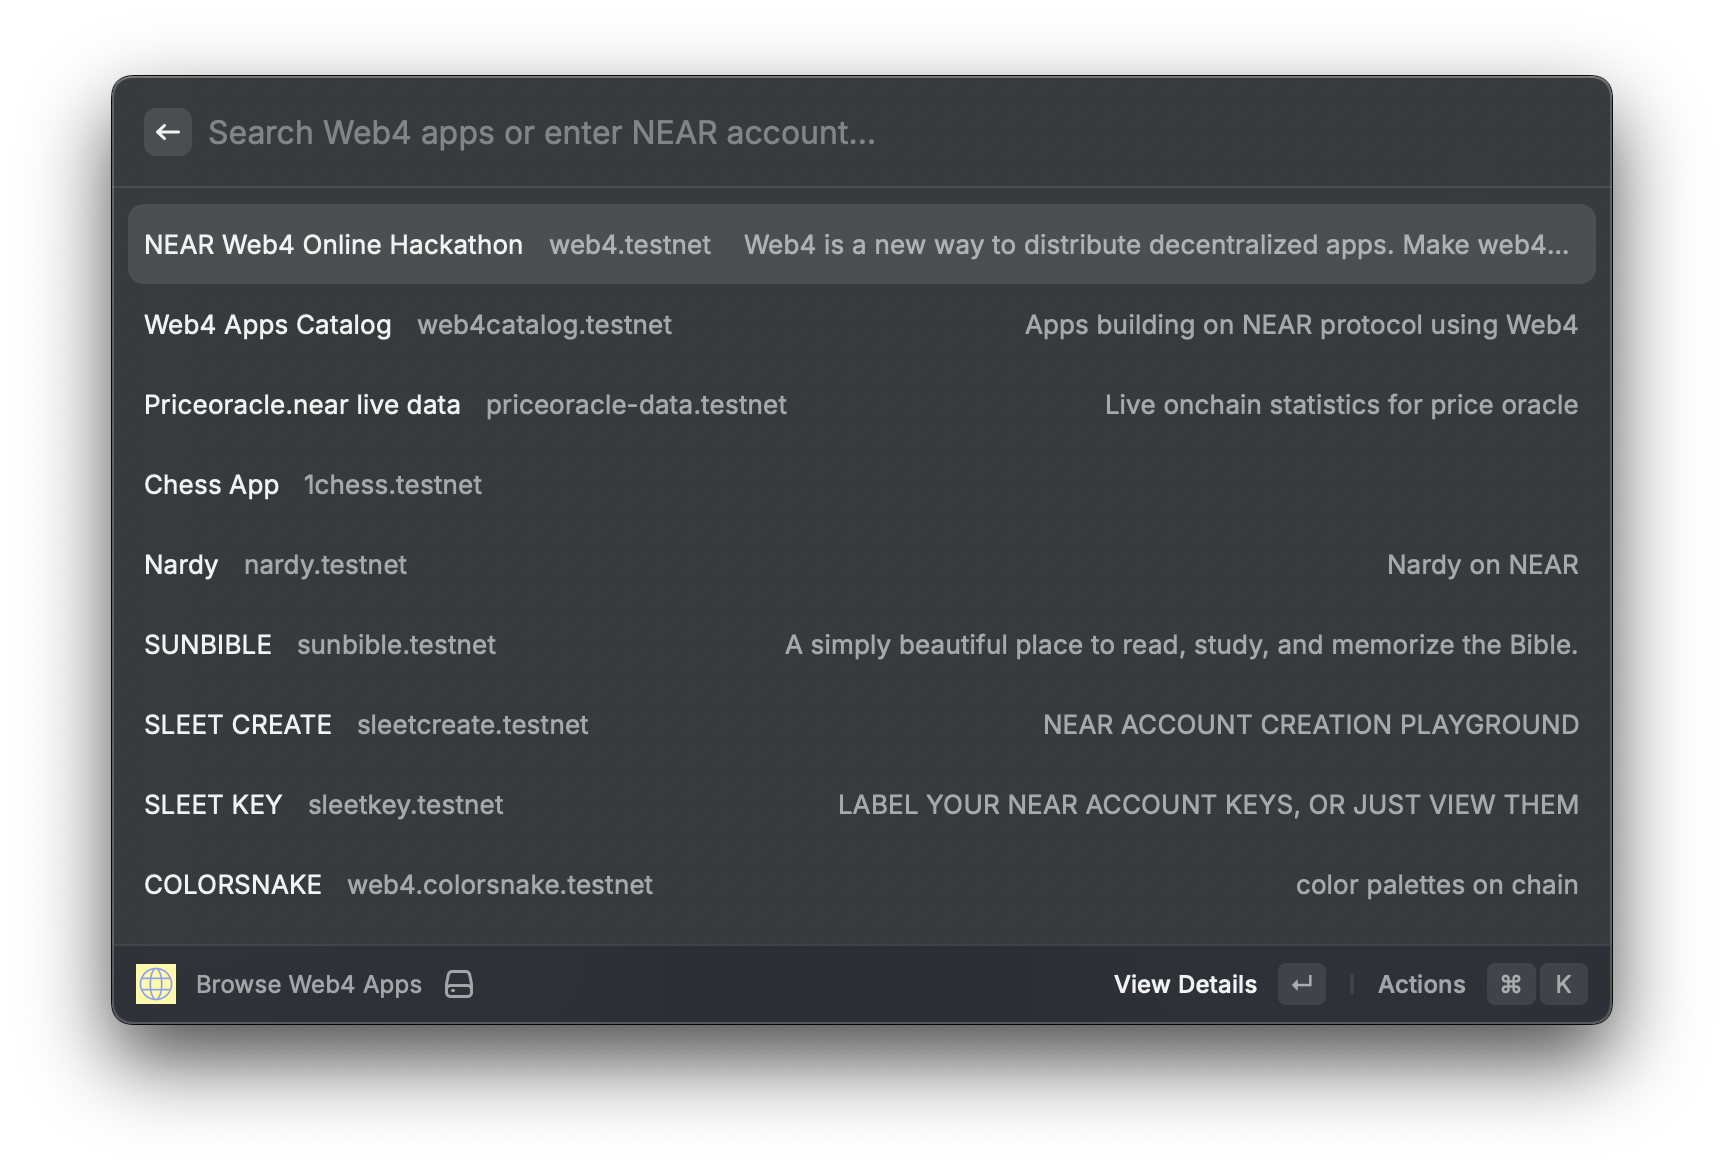 Search Web4 apps or enter NEAR account...
NEAR Web4 Online Hackathon web4.testnet Web4 is a new way to distribute decentralized apps. Make web4...
Web4 Apps Catalog web4catalog.testnet Apps building on NEAR protocol using Web4
Priceoracle.near live data priceoracle-data.testnet Live onchain statistics for price oracle
Chess App 1chess.testnet
Nardy nardy.testnet Nardy on NEAR
SUNBIBLE sunbible.testnet A simply beautiful place to read, study, and memorize the Bible.
SLEET CREATE sleetcreate.testnet NEAR ACCOUNT CREATION PLAYGROUND
SLEET KEY sleetkey.testnet LABEL YOUR NEAR ACCOUNT KEYS, OR JUST VIEW THEM
COLORSNAKE web4.colorsnake.testnet color palettes on chain
Browse Web4 Apps View Details ↵ Actions ⌘ K